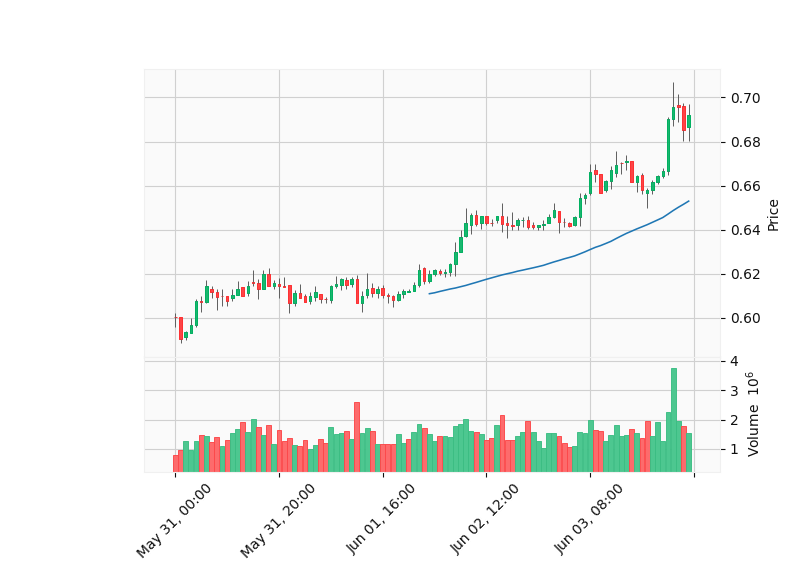 0.70
0.68
0.66
0.64
0.62
0.60
Price
4
3
2
1
Volume 10⁶
May 31, 00:00
May 31, 20:00
Jun 01, 16:00
Jun 02, 12:00
Jun 03, 08:00